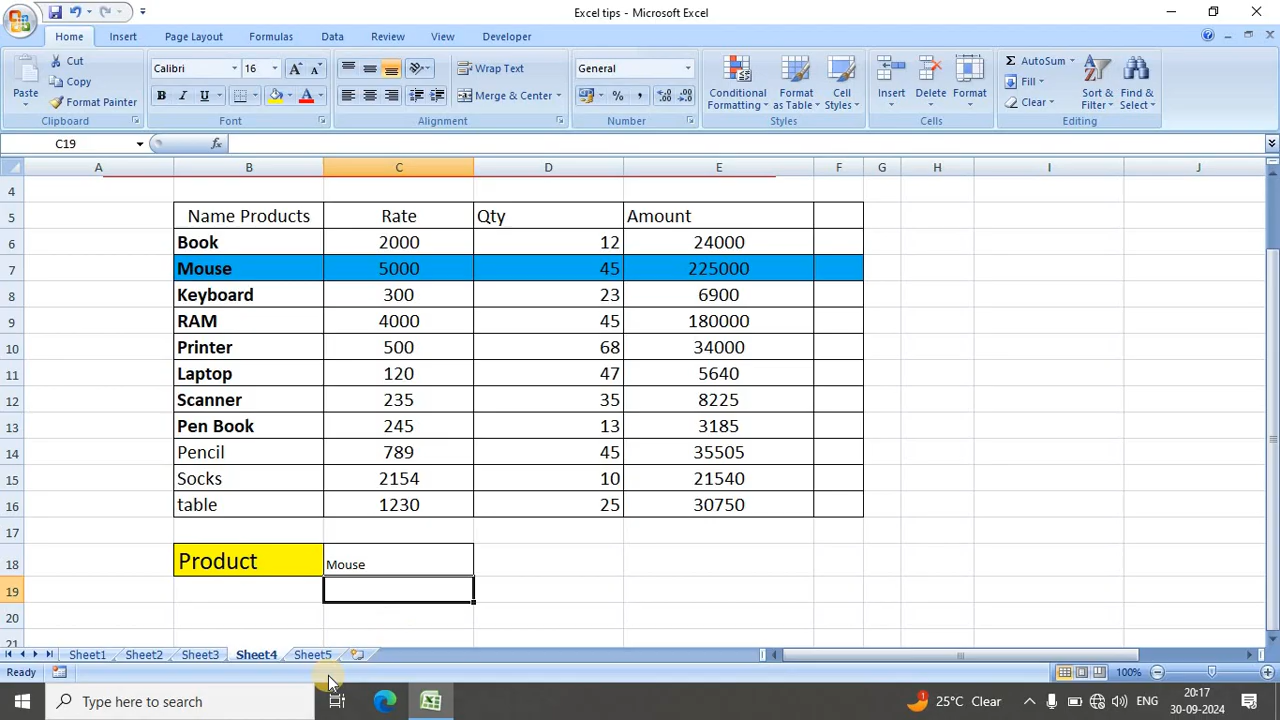 Excel tips - Microsoft Excel
Home Insert Page Layout Formulas Data Review View Developer
Paste Cut Calibri 16 A A Wrap Text General Conditional Formatting Format as Table Cell Styles Insert Delete Format Σ AutoSum Sort & Filter Find & Select
Copy Fill
Format Painter B I U A Merge & Center % , Clear
Clipboard Font Alignment Number Styles Cells Editing
C19 fx
A B C D E F G H I J
4
5 Name Products Rate Qty Amount
6 Book 2000 12 24000
7 Mouse 5000 45 225000
8 Keyboard 300 23 6900
9 RAM 4000 45 180000
10 Printer 500 68 34000
11 Laptop 120 47 5640
12 Scanner 235 35 8225
13 Pen Book 245 13 3185
14 Pencil 789 45 35505
15 Socks 2154 10 21540
16 table 1230 25 30750
17
18 Product Mouse
19
20
21
Sheet1 Sheet2 Sheet3 Sheet4 Sheet5
Ready 100%
Type here to search 25°C Clear ENG 20:17
30-09-2024